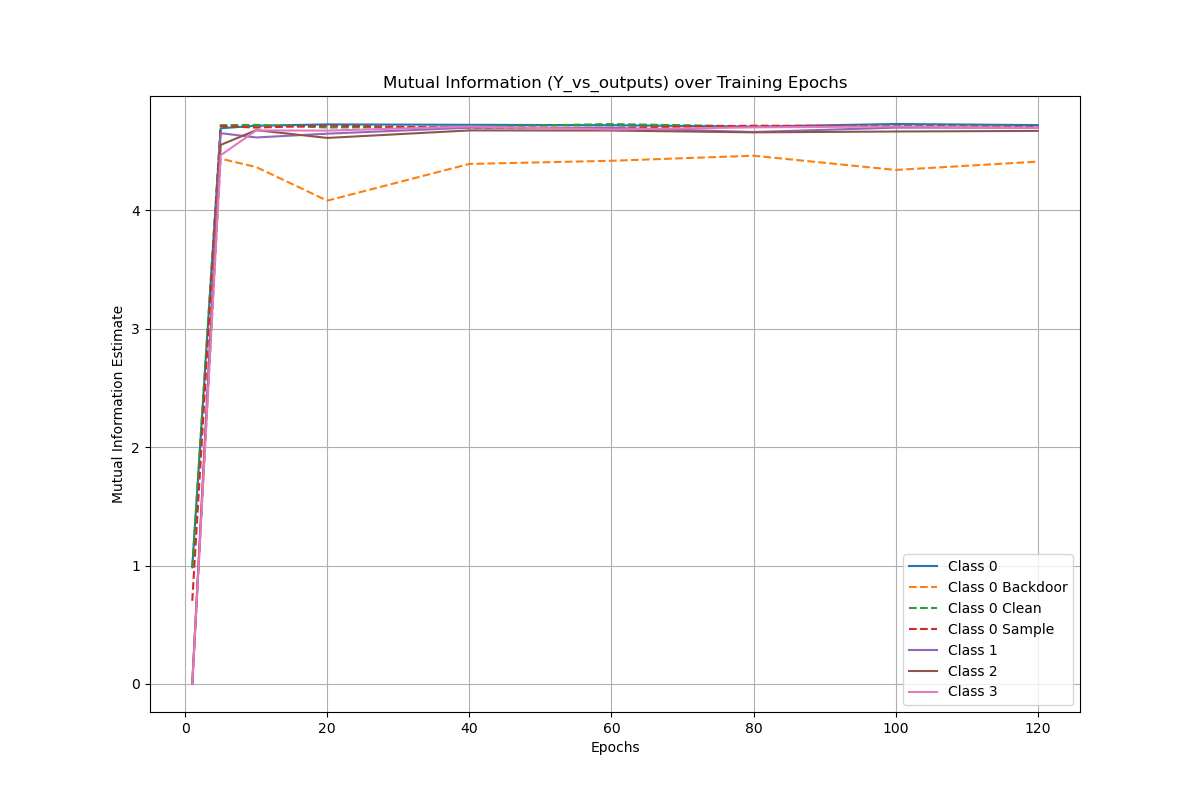 Mutual Information (Y_vs_outputs) over Training Epochs
Mutual Information Estimate
4
3
2
1
0
0 20 40 60 80 100 120
Epochs
Class 0
Class 0 Backdoor
Class 0 Clean
Class 0 Sample
Class 1
Class 2
Class 3